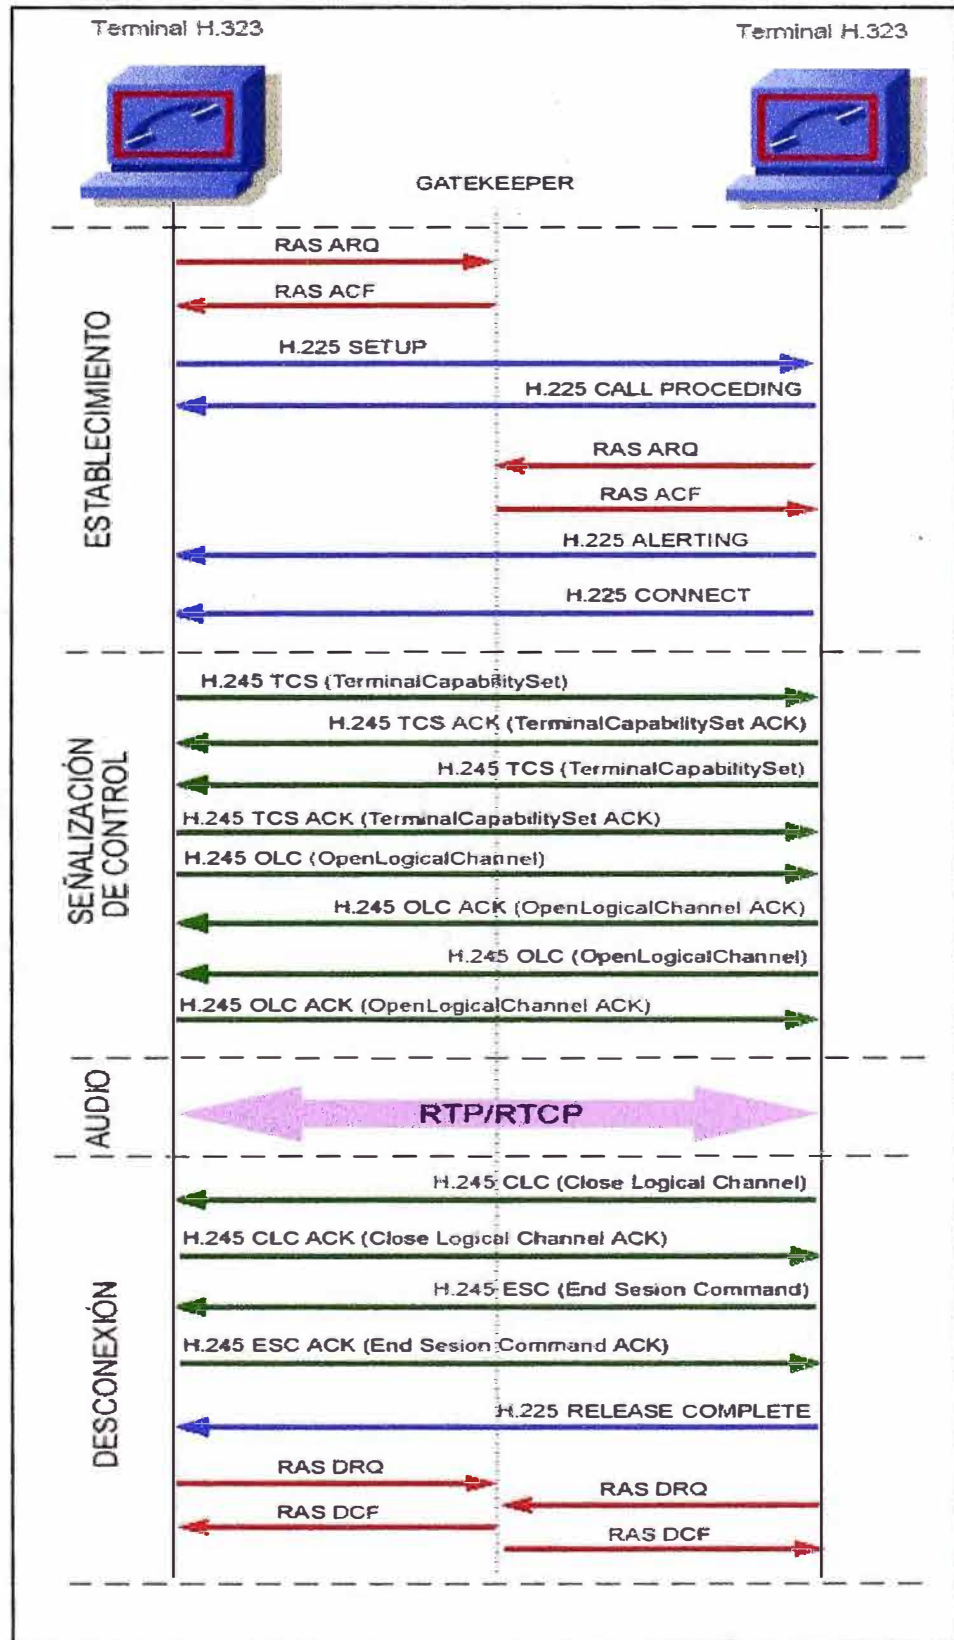 Terminal H.323
Terminal H.323
GATEKEEPER
ESTABLECIMIENTO
RAS ARQ
RAS ACF
H.225 SETUP
H.225 CALL PROCEDING
RAS ARQ
RAS ACF
H.225 ALERTING
H.225 CONNECT
SEÑALIZACIÓN
DE CONTROL
H.245 TCS (TerminalCapabilitySet)
H.245 TCS ACK (TerminalCapabilitySet ACK)
H.245 TCS (TerminalCapabilitySet)
H.245 TCS ACK (TerminalCapabilitySet ACK)
H.245 OLC (OpenLogicalChannel)
H.245 OLC ACK (OpenLogicalChannel ACK)
H.245 OLC (OpenLogicalChannel)
H.245 OLC ACK (OpenLogicalChannel ACK)
AUDIO
RTP/RTCP
DESCONEXIÓN
H.245 CLC (Close Logical Channel)
H.245 CLC ACK (Close Logical Channel ACK)
H.245 ESC (End Sesion Command)
H.245 ESC ACK (End Sesion Command ACK)
H.225 RELEASE COMPLETE
RAS DRQ
RAS DRQ
RAS DCF
RAS DCF